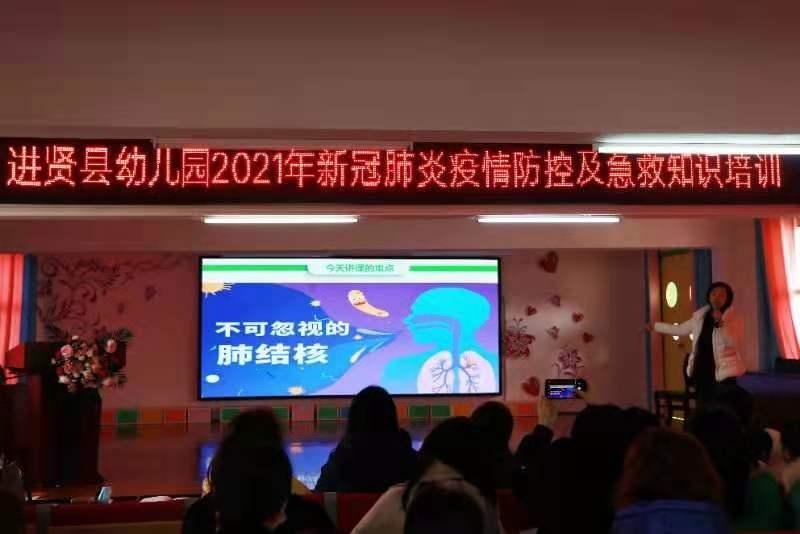 进贤县幼儿园2021年新冠肺炎疫情防控及急救知识培训
今天讲课的重点
不可忽视的
肺结核